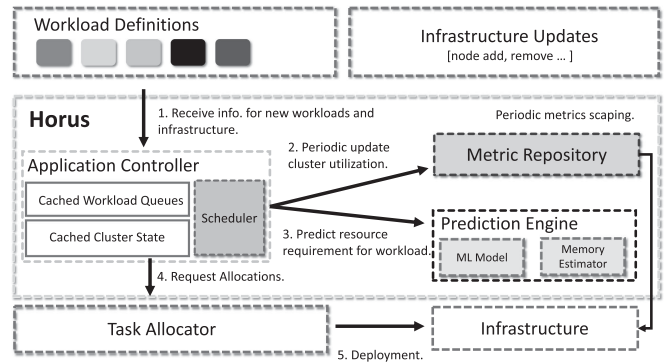 Workload Definitions
Infrastructure Updates
[node add, remove ... ]
Horus
1. Receive info. for new workloads and
infrastructure.
Periodic metrics scaping.
Application Controller
Cached Workload Queues
Cached Cluster State
Scheduler
2. Periodic update
cluster utilization.
Metric Repository
3. Predict resource
requirement for workload.
Prediction Engine
ML Model
Memory
Estimator
4. Request Allocations.
Task Allocator
5. Deployment.
Infrastructure